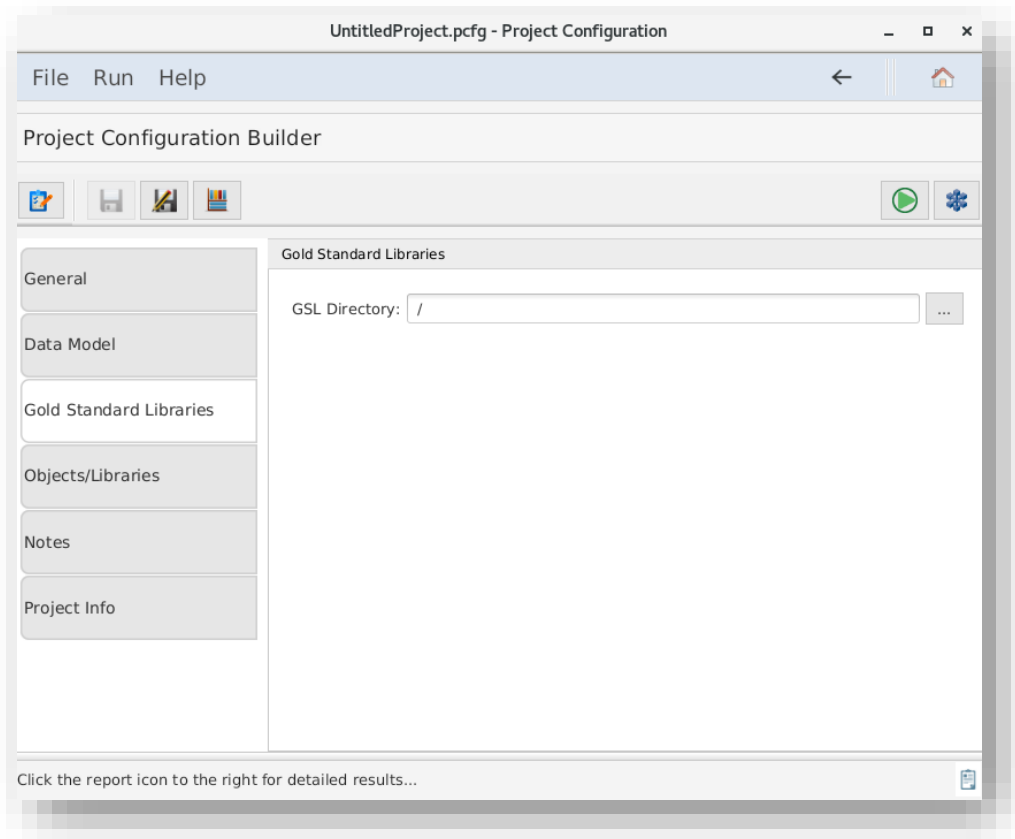 UntitledProject.pcfg - Project Configuration
File Run Help
Project Configuration Builder
General
Data Model
Gold Standard Libraries
Objects/Libraries
Notes
Project Info
Gold Standard Libraries
GSL Directory: / ...
Click the report icon to the right for detailed results...